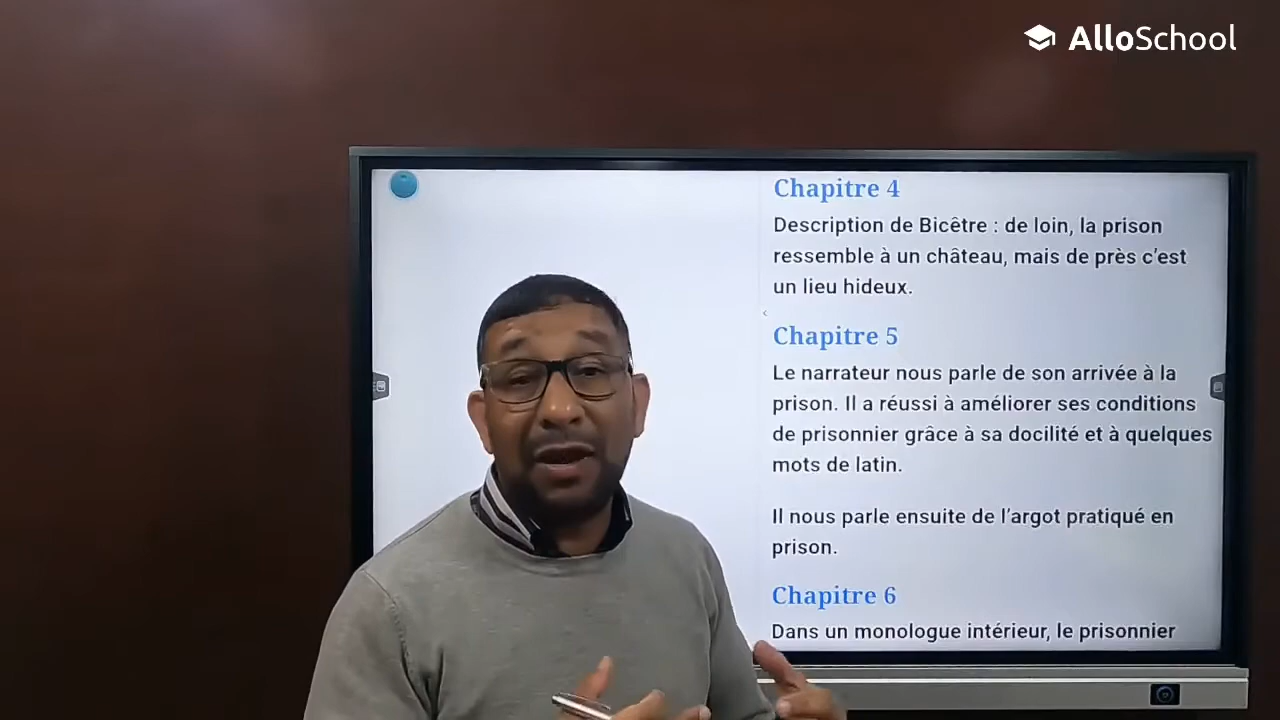 AlloSchool
Chapitre 4
Description de Bicêtre : de loin, la prison
ressemble à un château, mais de près c’est
un lieu hideux.
Chapitre 5
Le narrateur nous parle de son arrivée à la
prison. Il a réussi à améliorer ses conditions
de prisonnier grâce à sa docilité et à quelques
mots de latin.
Il nous parle ensuite de l’argot pratiqué en
prison.
Chapitre 6
Dans un monologue intérieur, le prisonnier